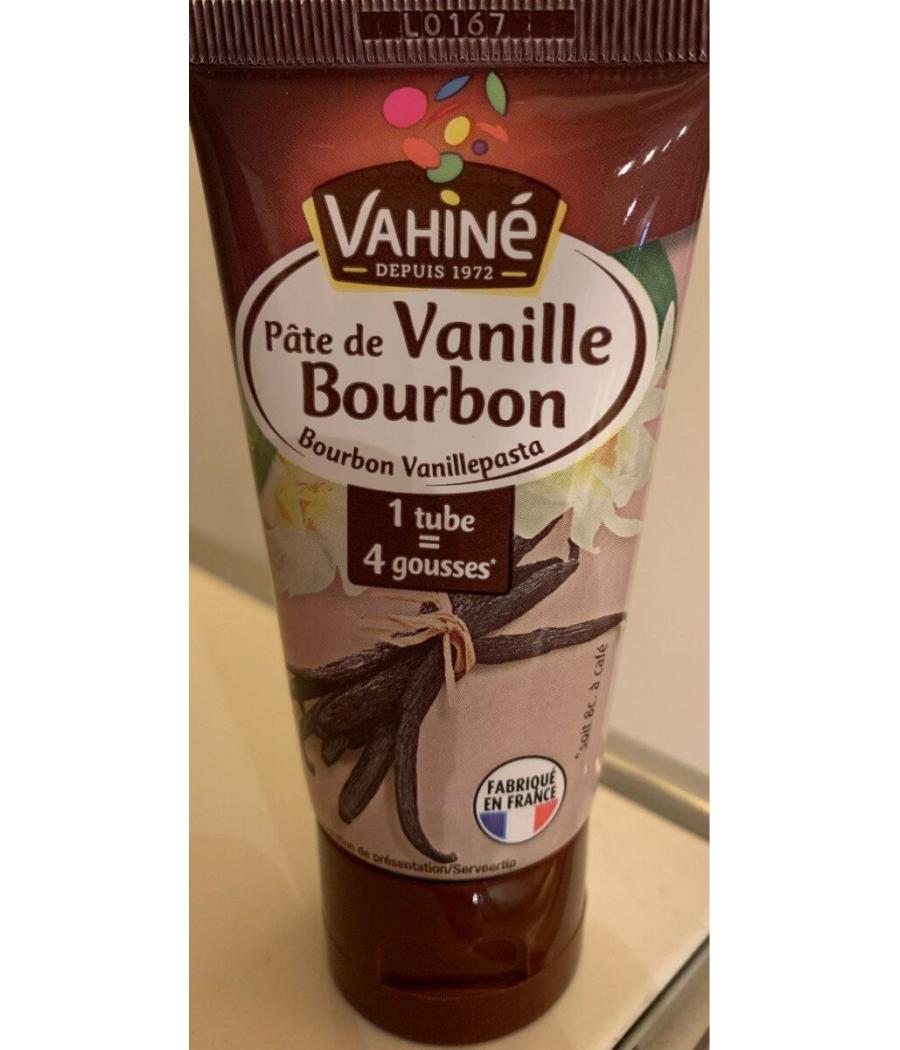 L0167
VAHINÉ
DEPUIS 1972
Pâte de Vanille
Bourbon
Bourbon Vanillepasta
1 tube
=
4 gousses*
*soit 8c. à café
FABRIQUÉ
EN FRANCE
de présentation/Serveertip